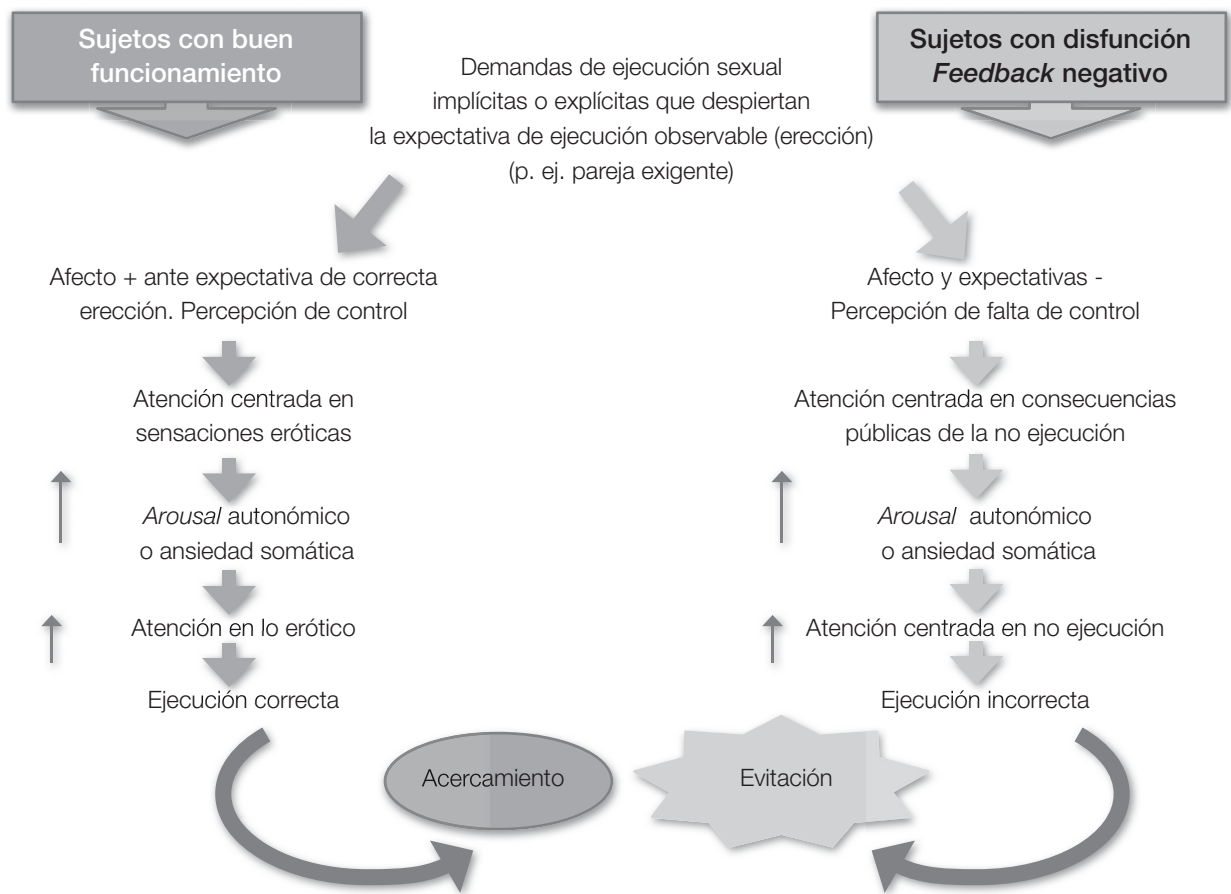 Sujetos con buen
funcionamiento
Demandas de ejecución sexual
implícitas o explícitas que despiertan
la expectativa de ejecución observable (erección)
(p. ej. pareja exigente)
Sujetos con disfunción
Feedback negativo
Afecto + ante expectativa de correcta
erección. Percepción de control
Atención centrada en
sensaciones eróticas
Arousal autonómico
o ansiedad somática
Atención en lo erótico
Ejecución correcta
Acercamiento
Afecto y expectativas -
Percepción de falta de control
Atención centrada en consecuencias
públicas de la no ejecución
Arousal autonómico
o ansiedad somática
Atención centrada en no ejecución
Ejecución incorrecta
Evitación